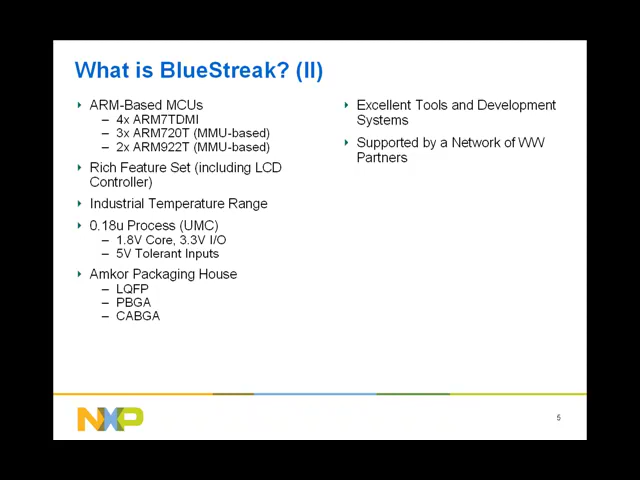 What is BlueStreak? (II)
ARM-Based MCUs
– 4x ARM7TDMI
– 3x ARM720T (MMU-based)
– 2x ARM922T (MMU-based)
Rich Feature Set (including LCD
Controller)
Industrial Temperature Range
0.18u Process (UMC)
– 1.8V Core, 3.3V I/O
– 5V Tolerant Inputs
Amkor Packaging House
– LQFP
– PBGA
– CABGA
Excellent Tools and Development
Systems
Supported by a Network of WW
Partners
NXP
5